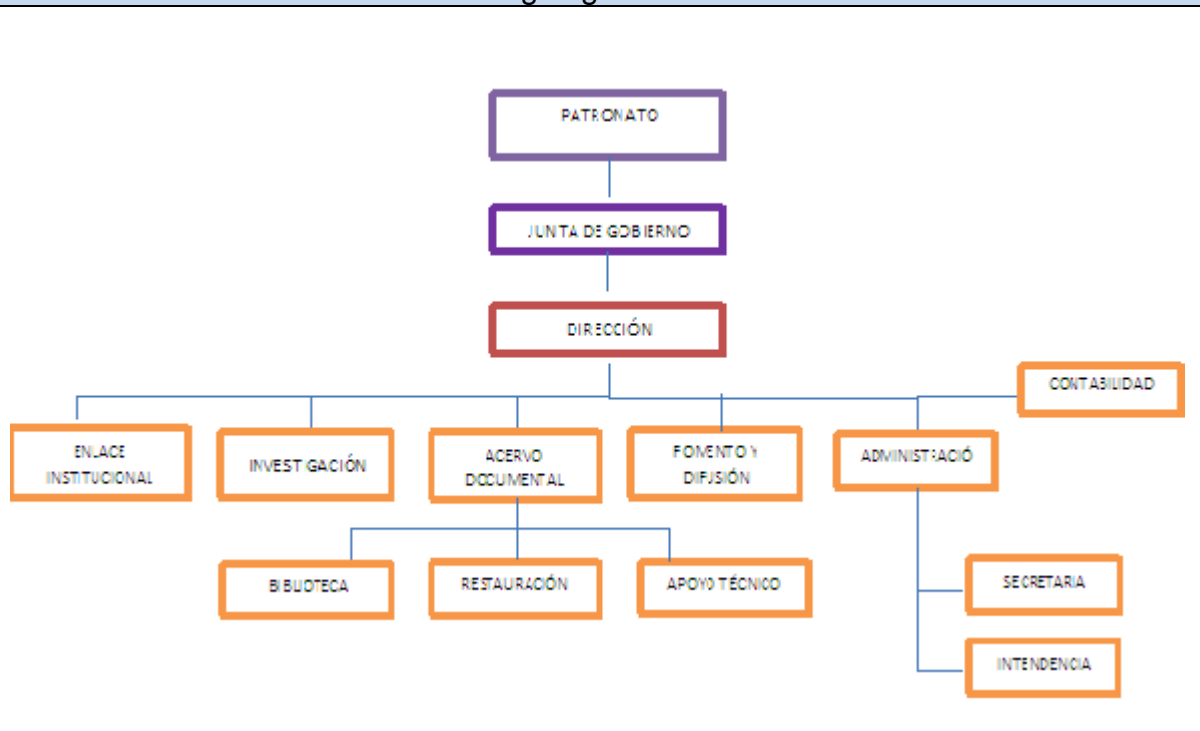 PATRONATO
JUNTA DE GOBIERNO
DIRECCIÓN
CONTABILIDAD
ENLACE
INSTITUCIONAL
INVESTIGACIÓN
ACERVO
DOCUMENTAL
FOMENTO Y
DIFUSIÓN
ADMINISTRACIÓ
BIBLIOTECA
RESTAURACIÓN
APOYO TÉCNICO
SECRETARIA
INTENDENCIA